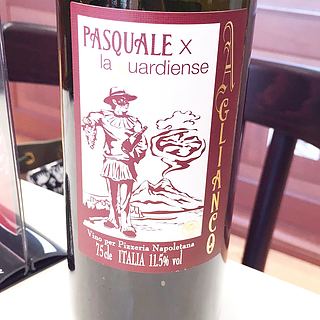 PASQUALE X
la uardiense
AGLIANCO
Vino per Pizzeria Napoletana
75cle ITALIA 11.5% vol